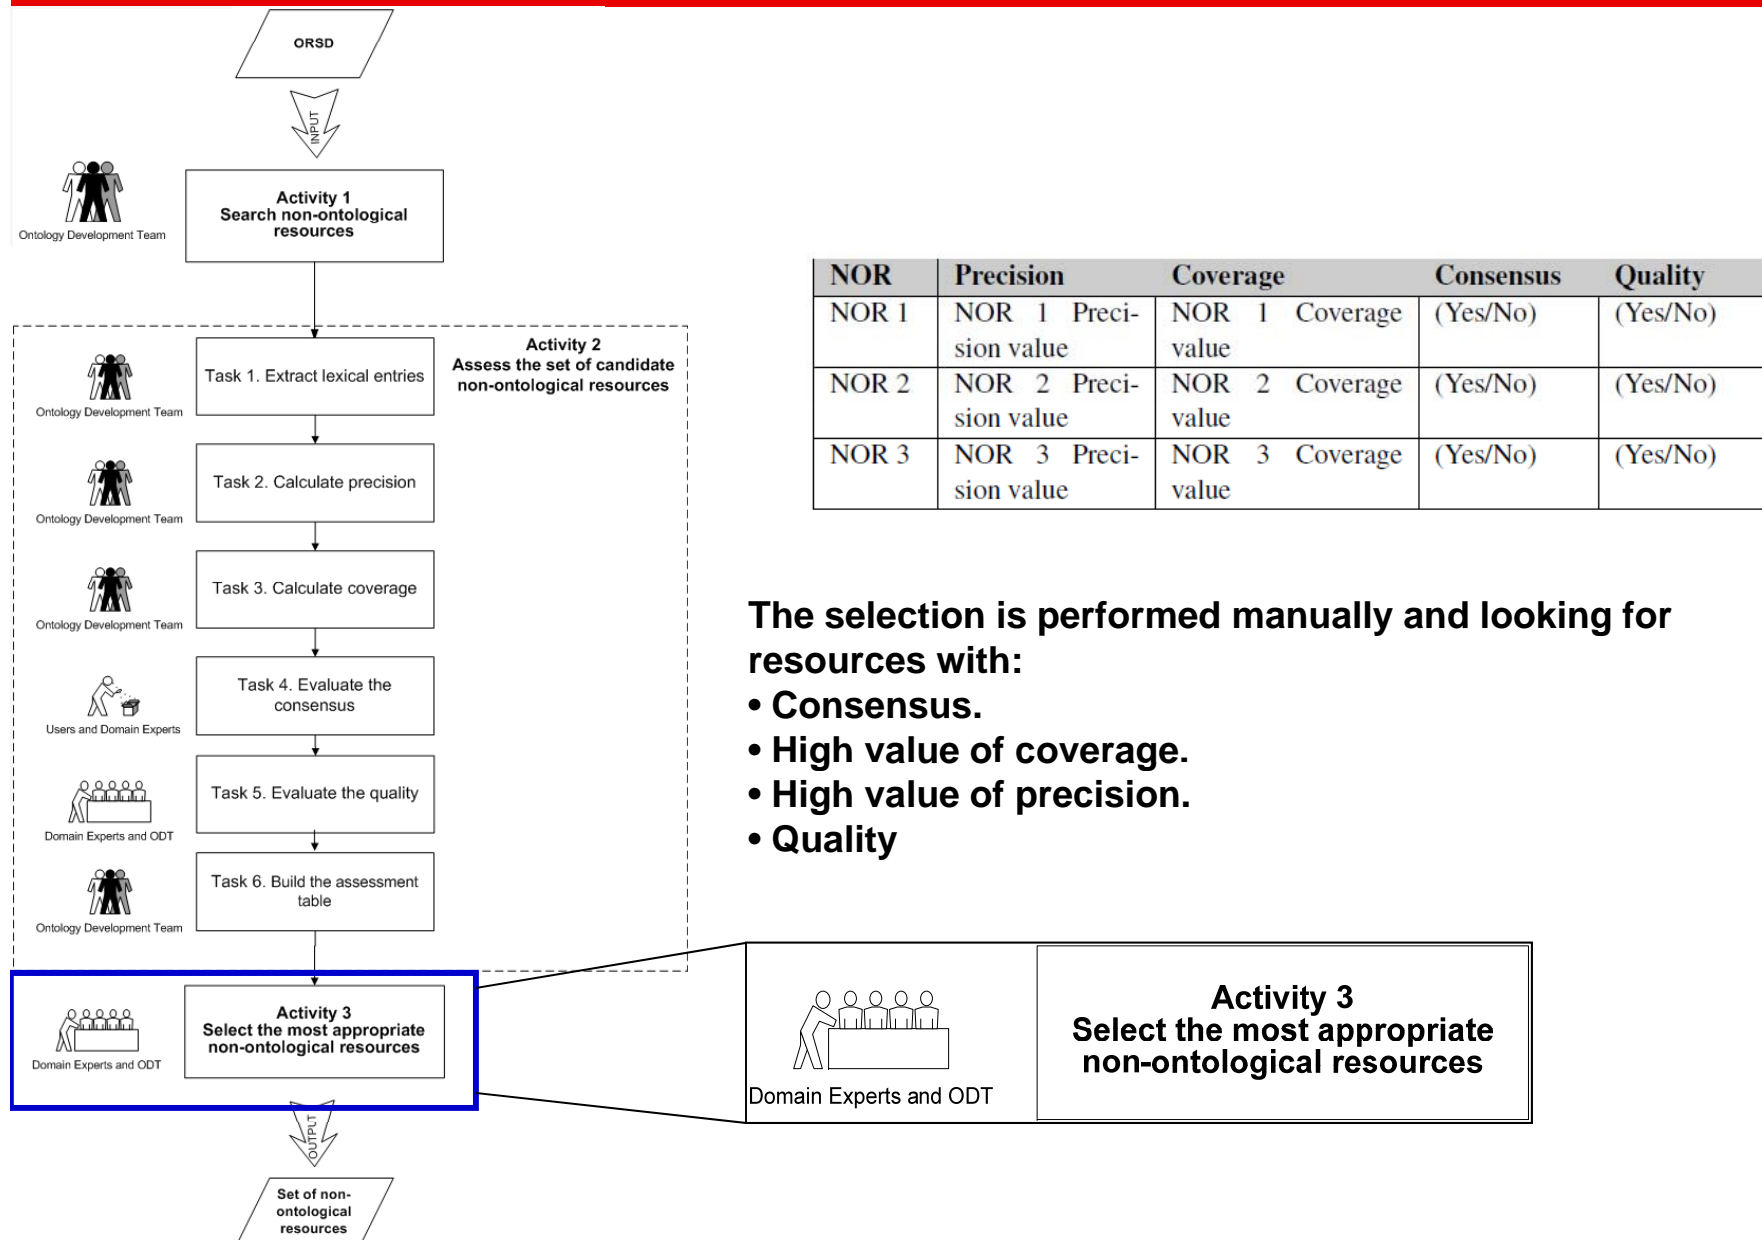 ORSD
INPUT
Ontology Development Team
Activity 1
Search non-ontological
resources
Activity 2
Assess the set of candidate
non-ontological resources
Ontology Development Team
Task 1. Extract lexical entries
Ontology Development Team
Task 2. Calculate precision
Ontology Development Team
Task 3. Calculate coverage
Users and Domain Experts
Task 4. Evaluate the
consensus
Domain Experts and ODT
Task 5. Evaluate the quality
Ontology Development Team
Task 6. Build the assessment
table
Domain Experts and ODT
Activity 3
Select the most appropriate
non-ontological resources
OUTPUT
Set of non-
ontological
resources
NOR Precision Coverage Consensus Quality
NOR 1 NOR 1 Preci- NOR 1 Coverage (Yes/No) (Yes/No)
sion value value
NOR 2 NOR 2 Preci- NOR 2 Coverage (Yes/No) (Yes/No)
sion value value
NOR 3 NOR 3 Preci- NOR 3 Coverage (Yes/No) (Yes/No)
sion value value
The selection is performed manually and looking for
resources with:
• Consensus.
• High value of coverage.
• High value of precision.
• Quality
Domain Experts and ODT
Activity 3
Select the most appropriate
non-ontological resources